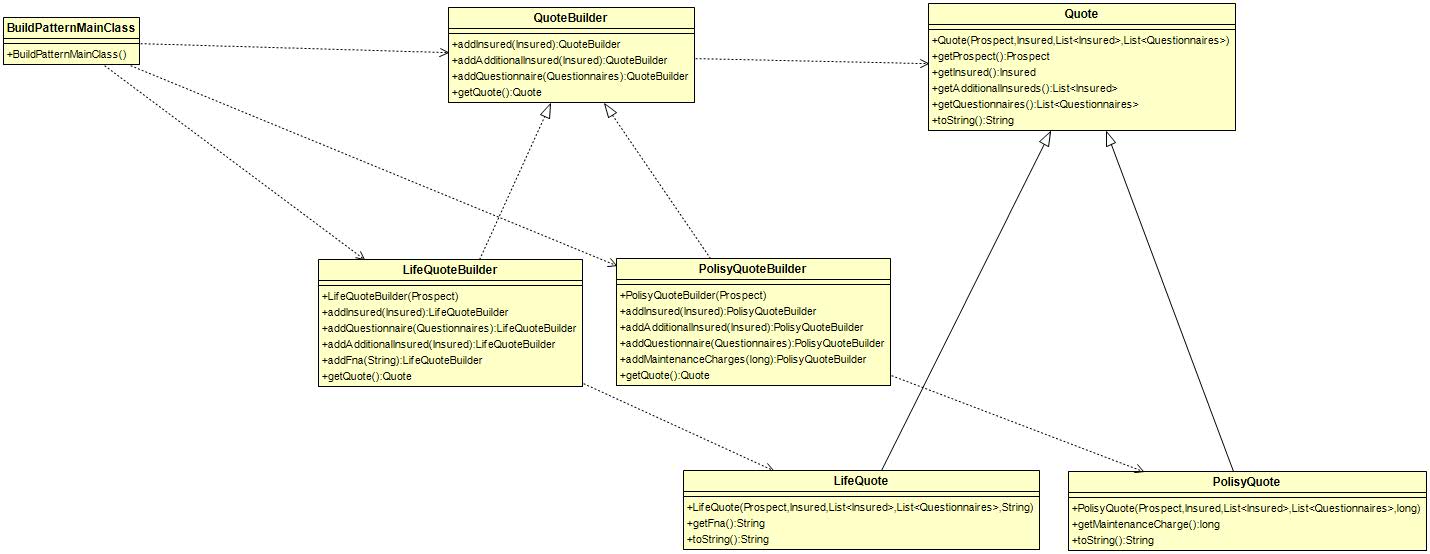 BuildPatternMainClass
+BuildPatternMainClass()
QuoteBuilder
+addInsured(Insured):QuoteBuilder
+addAdditionalInsured(Insured):QuoteBuilder
+addQuestionnaire(Questionnaires):QuoteBuilder
+getQuote():Quote
Quote
+Quote(Prospect,Insured,List<Insured>,List<Questionnaires>)
+getProspect():Prospect
+getInsured():Insured
+getAdditionalInsureds():List<Insured>
+getQuestionnaires():List<Questionnaires>
+toString():String
LifeQuoteBuilder
+LifeQuoteBuilder(Prospect)
+addInsured(Insured):LifeQuoteBuilder
+addQuestionnaire(Questionnaires):LifeQuoteBuilder
+addAdditionalInsured(Insured):LifeQuoteBuilder
+addFna(String):LifeQuoteBuilder
+getQuote():Quote
PolisyQuoteBuilder
+PolisyQuoteBuilder(Prospect)
+addInsured(Insured):PolisyQuoteBuilder
+addAdditionalInsured(Insured):PolisyQuoteBuilder
+addQuestionnaire(Questionnaires):PolisyQuoteBuilder
+addMaintenanceCharges(long):PolisyQuoteBuilder
+getQuote():Quote
LifeQuote
+LifeQuote(Prospect,Insured,List<Insured>,List<Questionnaires>,String)
+getFna():String
+toString():String
PolisyQuote
+PolisyQuote(Prospect,Insured,List<Insured>,List<Questionnaires>,long)
+getMaintenanceCharge():long
+toString():String